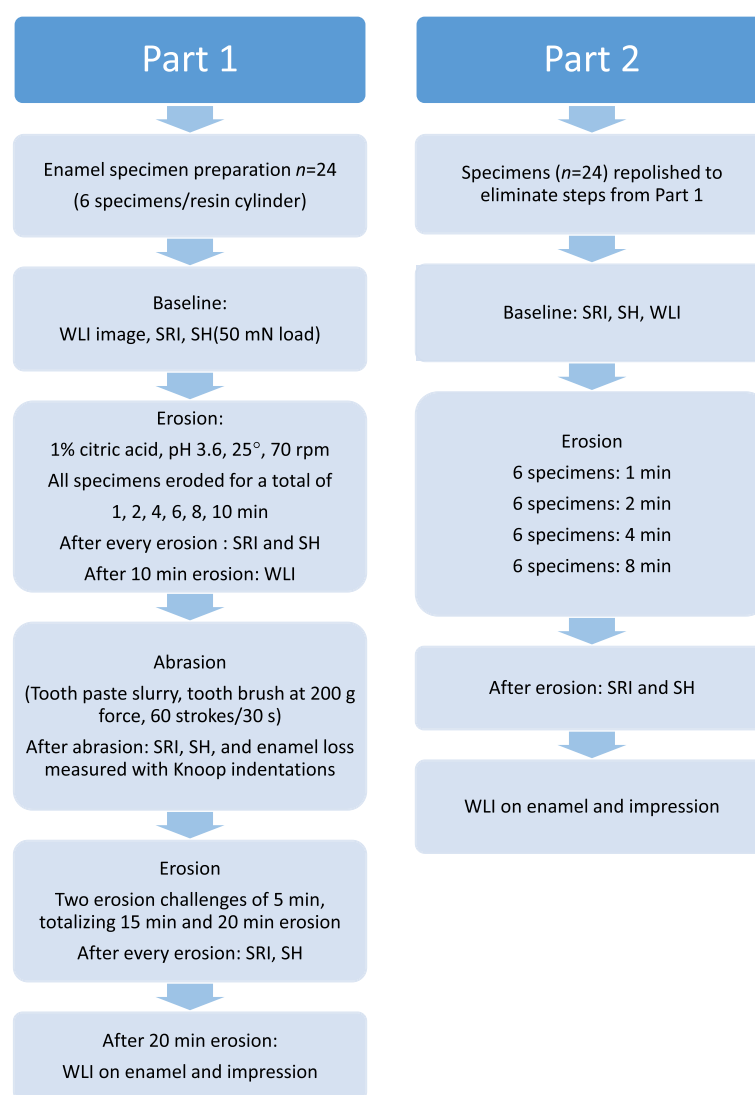 Part 1
Enamel specimen preparation n=24
(6 specimens/resin cylinder)
Baseline:
WLI image, SRI, SH(50 mN load)
Erosion:
1% citric acid, pH 3.6, 25°, 70 rpm
All specimens eroded for a total of
1, 2, 4, 6, 8, 10 min
After every erosion : SRI and SH
After 10 min erosion: WLI
Abrasion
(Tooth paste slurry, tooth brush at 200 g
force, 60 strokes/30 s)
After abrasion: SRI, SH, and enamel loss
measured with Knoop indentations
Erosion
Two erosion challenges of 5 min,
totalizing 15 min and 20 min erosion
After every erosion: SRI, SH
After 20 min erosion:
WLI on enamel and impression
Part 2
Specimens (n=24) repolished to
eliminate steps from Part 1
Baseline: SRI, SH, WLI
Erosion
6 specimens: 1 min
6 specimens: 2 min
6 specimens: 4 min
6 specimens: 8 min
After erosion: SRI and SH
WLI on enamel and impression